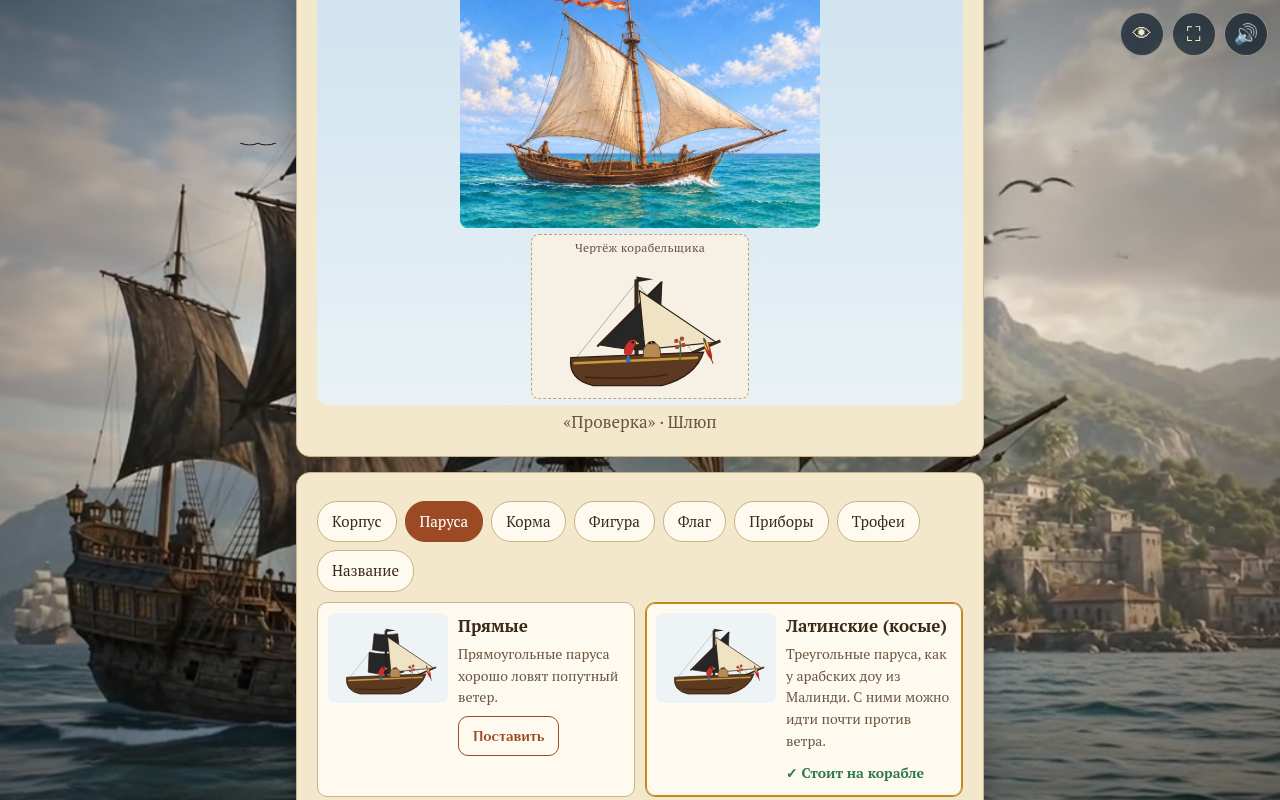 Чертёж корабельщика
«Проверка» · Шлюп
Корпус
Паруса
Корма
Фигура
Флаг
Приборы
Трофеи
Название
Прямые
Прямоугольные паруса
хорошо ловят попутный
ветер.
Поставить
Латинские (косые)
Треугольные паруса, как
у арабских доу из
Малинди. С ними можно
идти почти против
ветра.
✓ Стоит на корабле